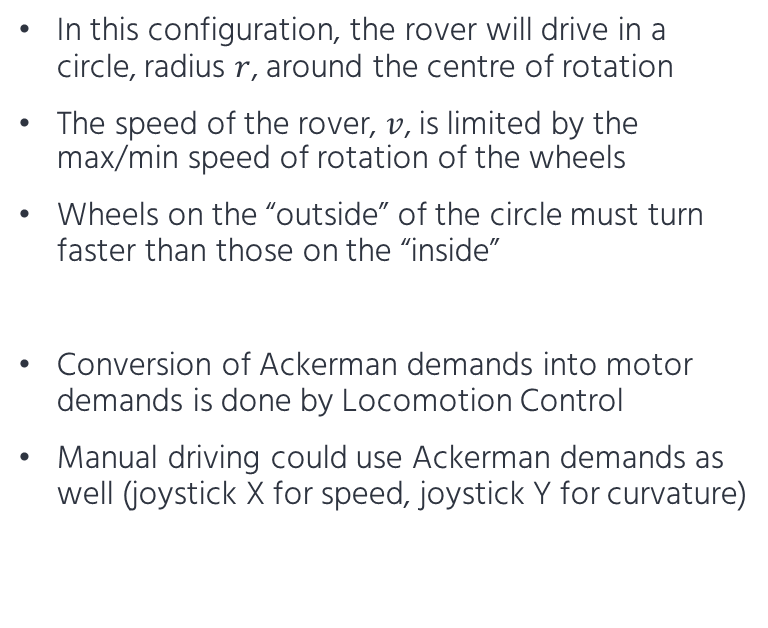 • In this configuration, the rover will drive in a
circle, radius r, around the centre of rotation
• The speed of the rover, v, is limited by the
max/min speed of rotation of the wheels
• Wheels on the “outside” of the circle must turn
faster than those on the “inside”
• Conversion of Ackerman demands into motor
demands is done by Locomotion Control
• Manual driving could use Ackerman demands as
well (joystick X for speed, joystick Y for curvature)